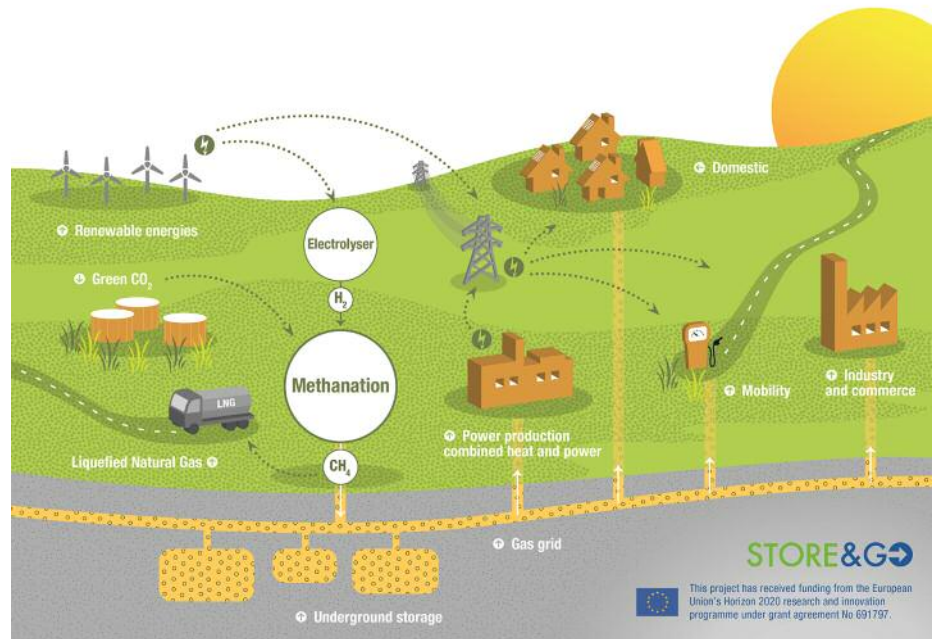 Domestic
Renewable energies
Electrolyser
Green CO₂
H₂
Methanation
LNG
Mobility
Industry
and commerce
Power production
combined heat and power
Liquefied Natural Gas
CH₄
Gas grid
Underground storage
STORE&GO
This project has received funding from the European
Union's Horizon 2020 research and innovation
programme under grant agreement No 691797.